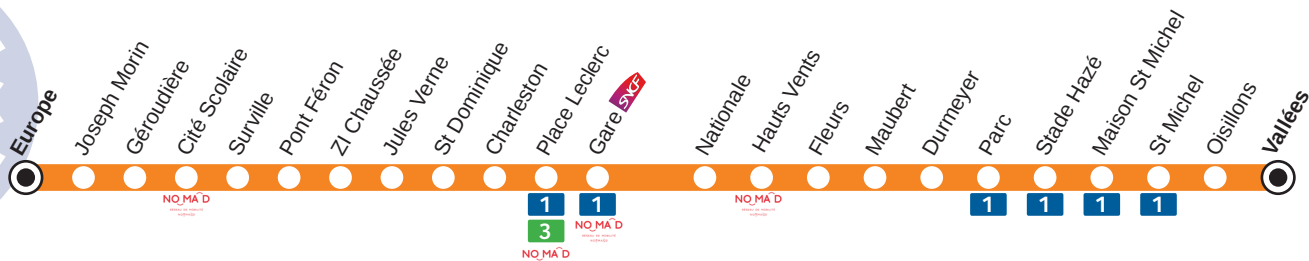 Europe
Joseph Morin
Géroudière
Cité Scolaire
Surville
Pont Féron
ZI Chaussée
Jules Verne
St Dominique
Charleston
Place Leclerc
Gare SNCF
Nationale
Hauts Vents
Fleurs
Maubert
Durmeyer
Parc
Stade Hazé
Maison St Michel
St Michel
Oisillons
Vallées
NOMAD
1
3
NOMAD
1
NOMAD
NOMAD
1
1
1
1